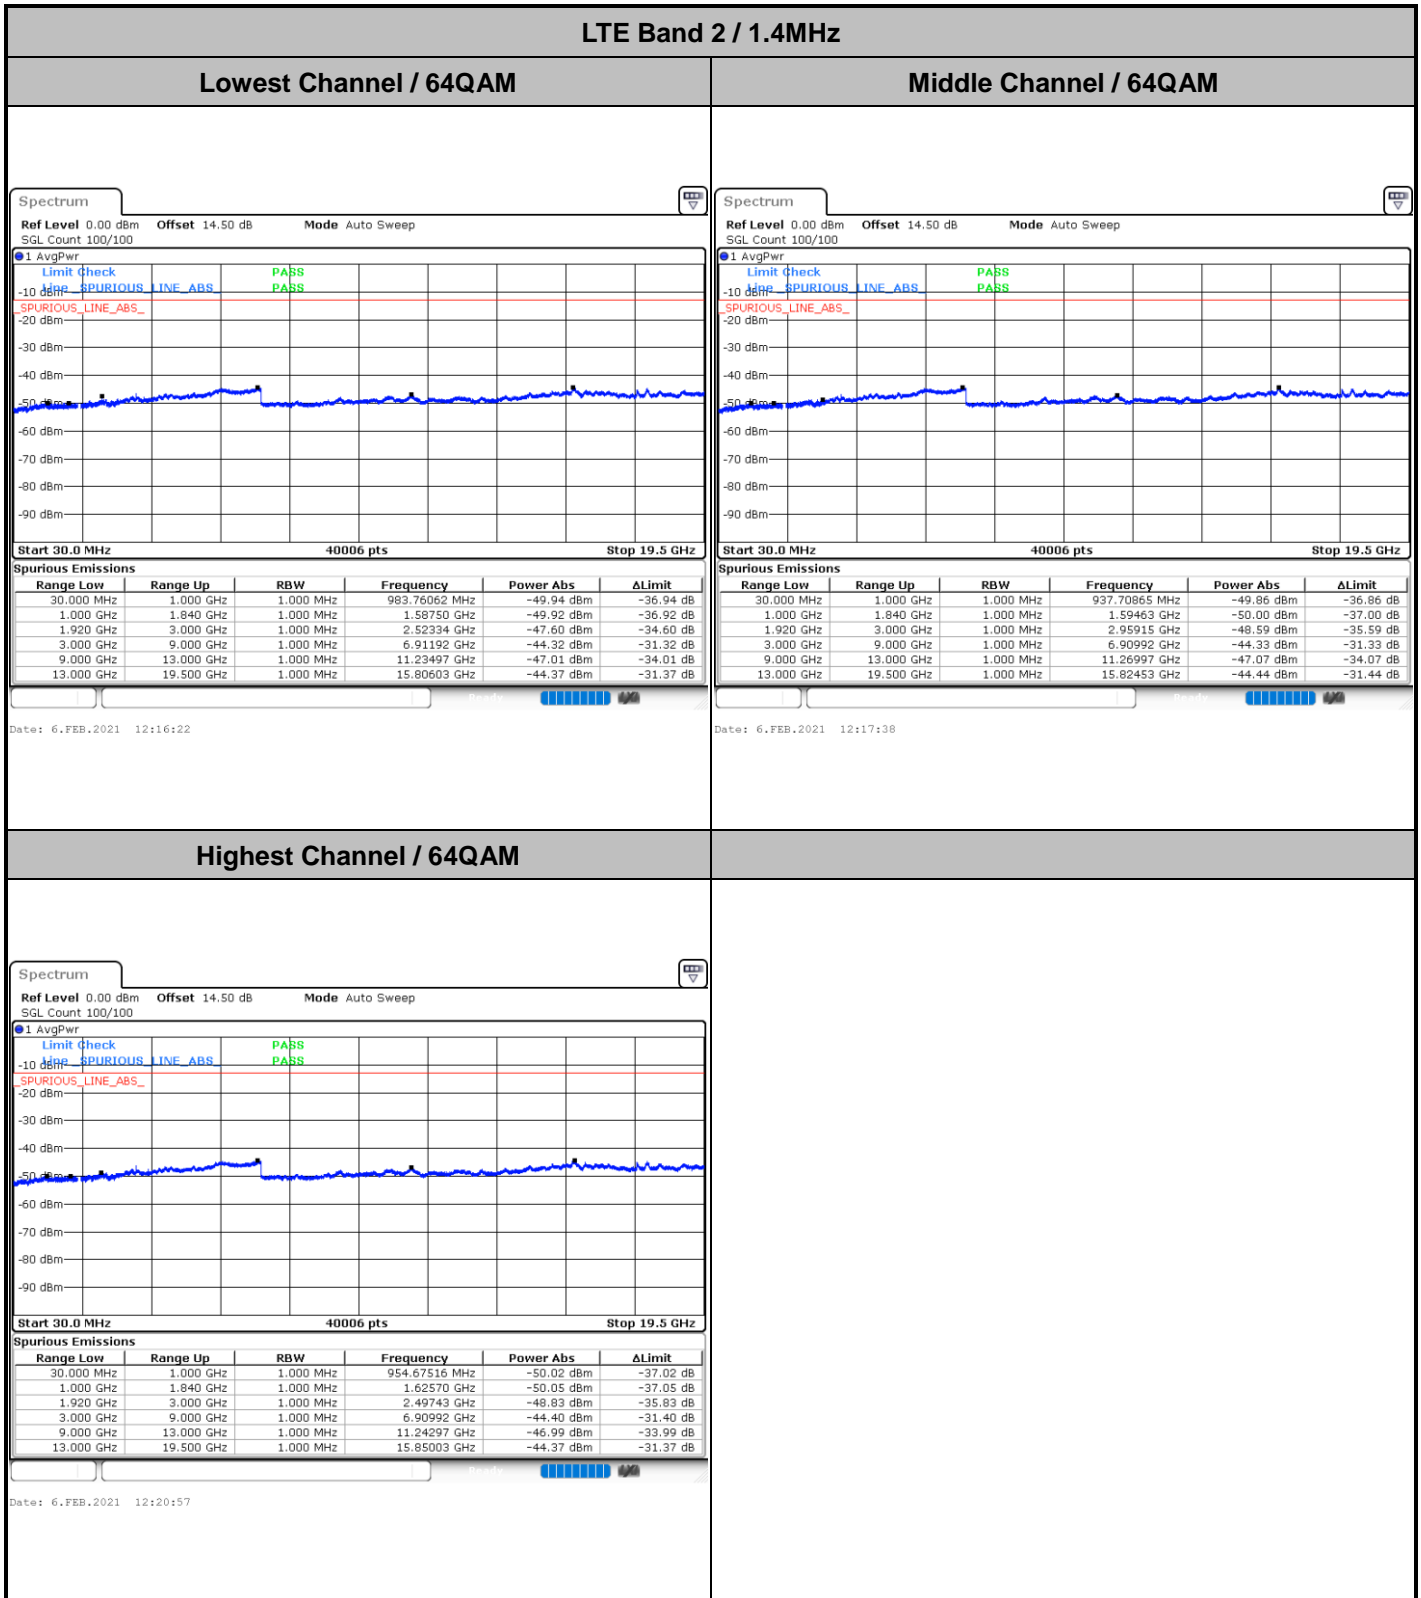 LTE Band 2 / 1.4MHz
Lowest Channel / 64QAM
Middle Channel / 64QAM
Spectrum
Ref Level 0.00 dBm Offset 14.50 dB Mode Auto Sweep
SGL Count 100/100
1 AvgPwr
Limit Check PASS
-10 dBm Line _SPURIOUS_LINE_ABS_ PASS
_SPURIOUS_LINE_ABS_
-20 dBm
-30 dBm
-40 dBm
-50 dBm
-60 dBm
-70 dBm
-80 dBm
-90 dBm
Start 30.0 MHz 40006 pts Stop 19.5 GHz
Spurious Emissions
Range Low Range Up RBW Frequency Power Abs ΔLimit
30.000 MHz 1.000 GHz 1.000 MHz 983.76062 MHz -49.94 dBm -36.94 dB
1.000 GHz 1.840 GHz 1.000 MHz 1.58750 GHz -49.92 dBm -36.92 dB
1.920 GHz 3.000 GHz 1.000 MHz 2.52334 GHz -47.60 dBm -34.60 dB
3.000 GHz 9.000 GHz 1.000 MHz 6.91192 GHz -44.32 dBm -31.32 dB
9.000 GHz 13.000 GHz 1.000 MHz 11.23497 GHz -47.01 dBm -34.01 dB
13.000 GHz 19.500 GHz 1.000 MHz 15.80603 GHz -44.37 dBm -31.37 dB
Ready
Date: 6.FEB.2021 12:16:22
Spectrum
Ref Level 0.00 dBm Offset 14.50 dB Mode Auto Sweep
SGL Count 100/100
1 AvgPwr
Limit Check PASS
-10 dBm Line _SPURIOUS_LINE_ABS_ PASS
_SPURIOUS_LINE_ABS_
-20 dBm
-30 dBm
-40 dBm
-50 dBm
-60 dBm
-70 dBm
-80 dBm
-90 dBm
Start 30.0 MHz 40006 pts Stop 19.5 GHz
Spurious Emissions
Range Low Range Up RBW Frequency Power Abs ΔLimit
30.000 MHz 1.000 GHz 1.000 MHz 937.70865 MHz -49.86 dBm -36.86 dB
1.000 GHz 1.840 GHz 1.000 MHz 1.59463 GHz -50.00 dBm -37.00 dB
1.920 GHz 3.000 GHz 1.000 MHz 2.95915 GHz -48.59 dBm -35.59 dB
3.000 GHz 9.000 GHz 1.000 MHz 6.90992 GHz -44.33 dBm -31.33 dB
9.000 GHz 13.000 GHz 1.000 MHz 11.26997 GHz -47.07 dBm -34.07 dB
13.000 GHz 19.500 GHz 1.000 MHz 15.82453 GHz -44.44 dBm -31.44 dB
Ready
Date: 6.FEB.2021 12:17:38
Highest Channel / 64QAM
Spectrum
Ref Level 0.00 dBm Offset 14.50 dB Mode Auto Sweep
SGL Count 100/100
1 AvgPwr
Limit Check PASS
-10 dBm Line _SPURIOUS_LINE_ABS_ PASS
_SPURIOUS_LINE_ABS_
-20 dBm
-30 dBm
-40 dBm
-50 dBm
-60 dBm
-70 dBm
-80 dBm
-90 dBm
Start 30.0 MHz 40006 pts Stop 19.5 GHz
Spurious Emissions
Range Low Range Up RBW Frequency Power Abs ΔLimit
30.000 MHz 1.000 GHz 1.000 MHz 954.67516 MHz -50.02 dBm -37.02 dB
1.000 GHz 1.840 GHz 1.000 MHz 1.62570 GHz -50.05 dBm -37.05 dB
1.920 GHz 3.000 GHz 1.000 MHz 2.49743 GHz -48.83 dBm -35.83 dB
3.000 GHz 9.000 GHz 1.000 MHz 6.90992 GHz -44.40 dBm -31.40 dB
9.000 GHz 13.000 GHz 1.000 MHz 11.24297 GHz -46.99 dBm -33.99 dB
13.000 GHz 19.500 GHz 1.000 MHz 15.85003 GHz -44.37 dBm -31.37 dB
Ready
Date: 6.FEB.2021 12:20:57